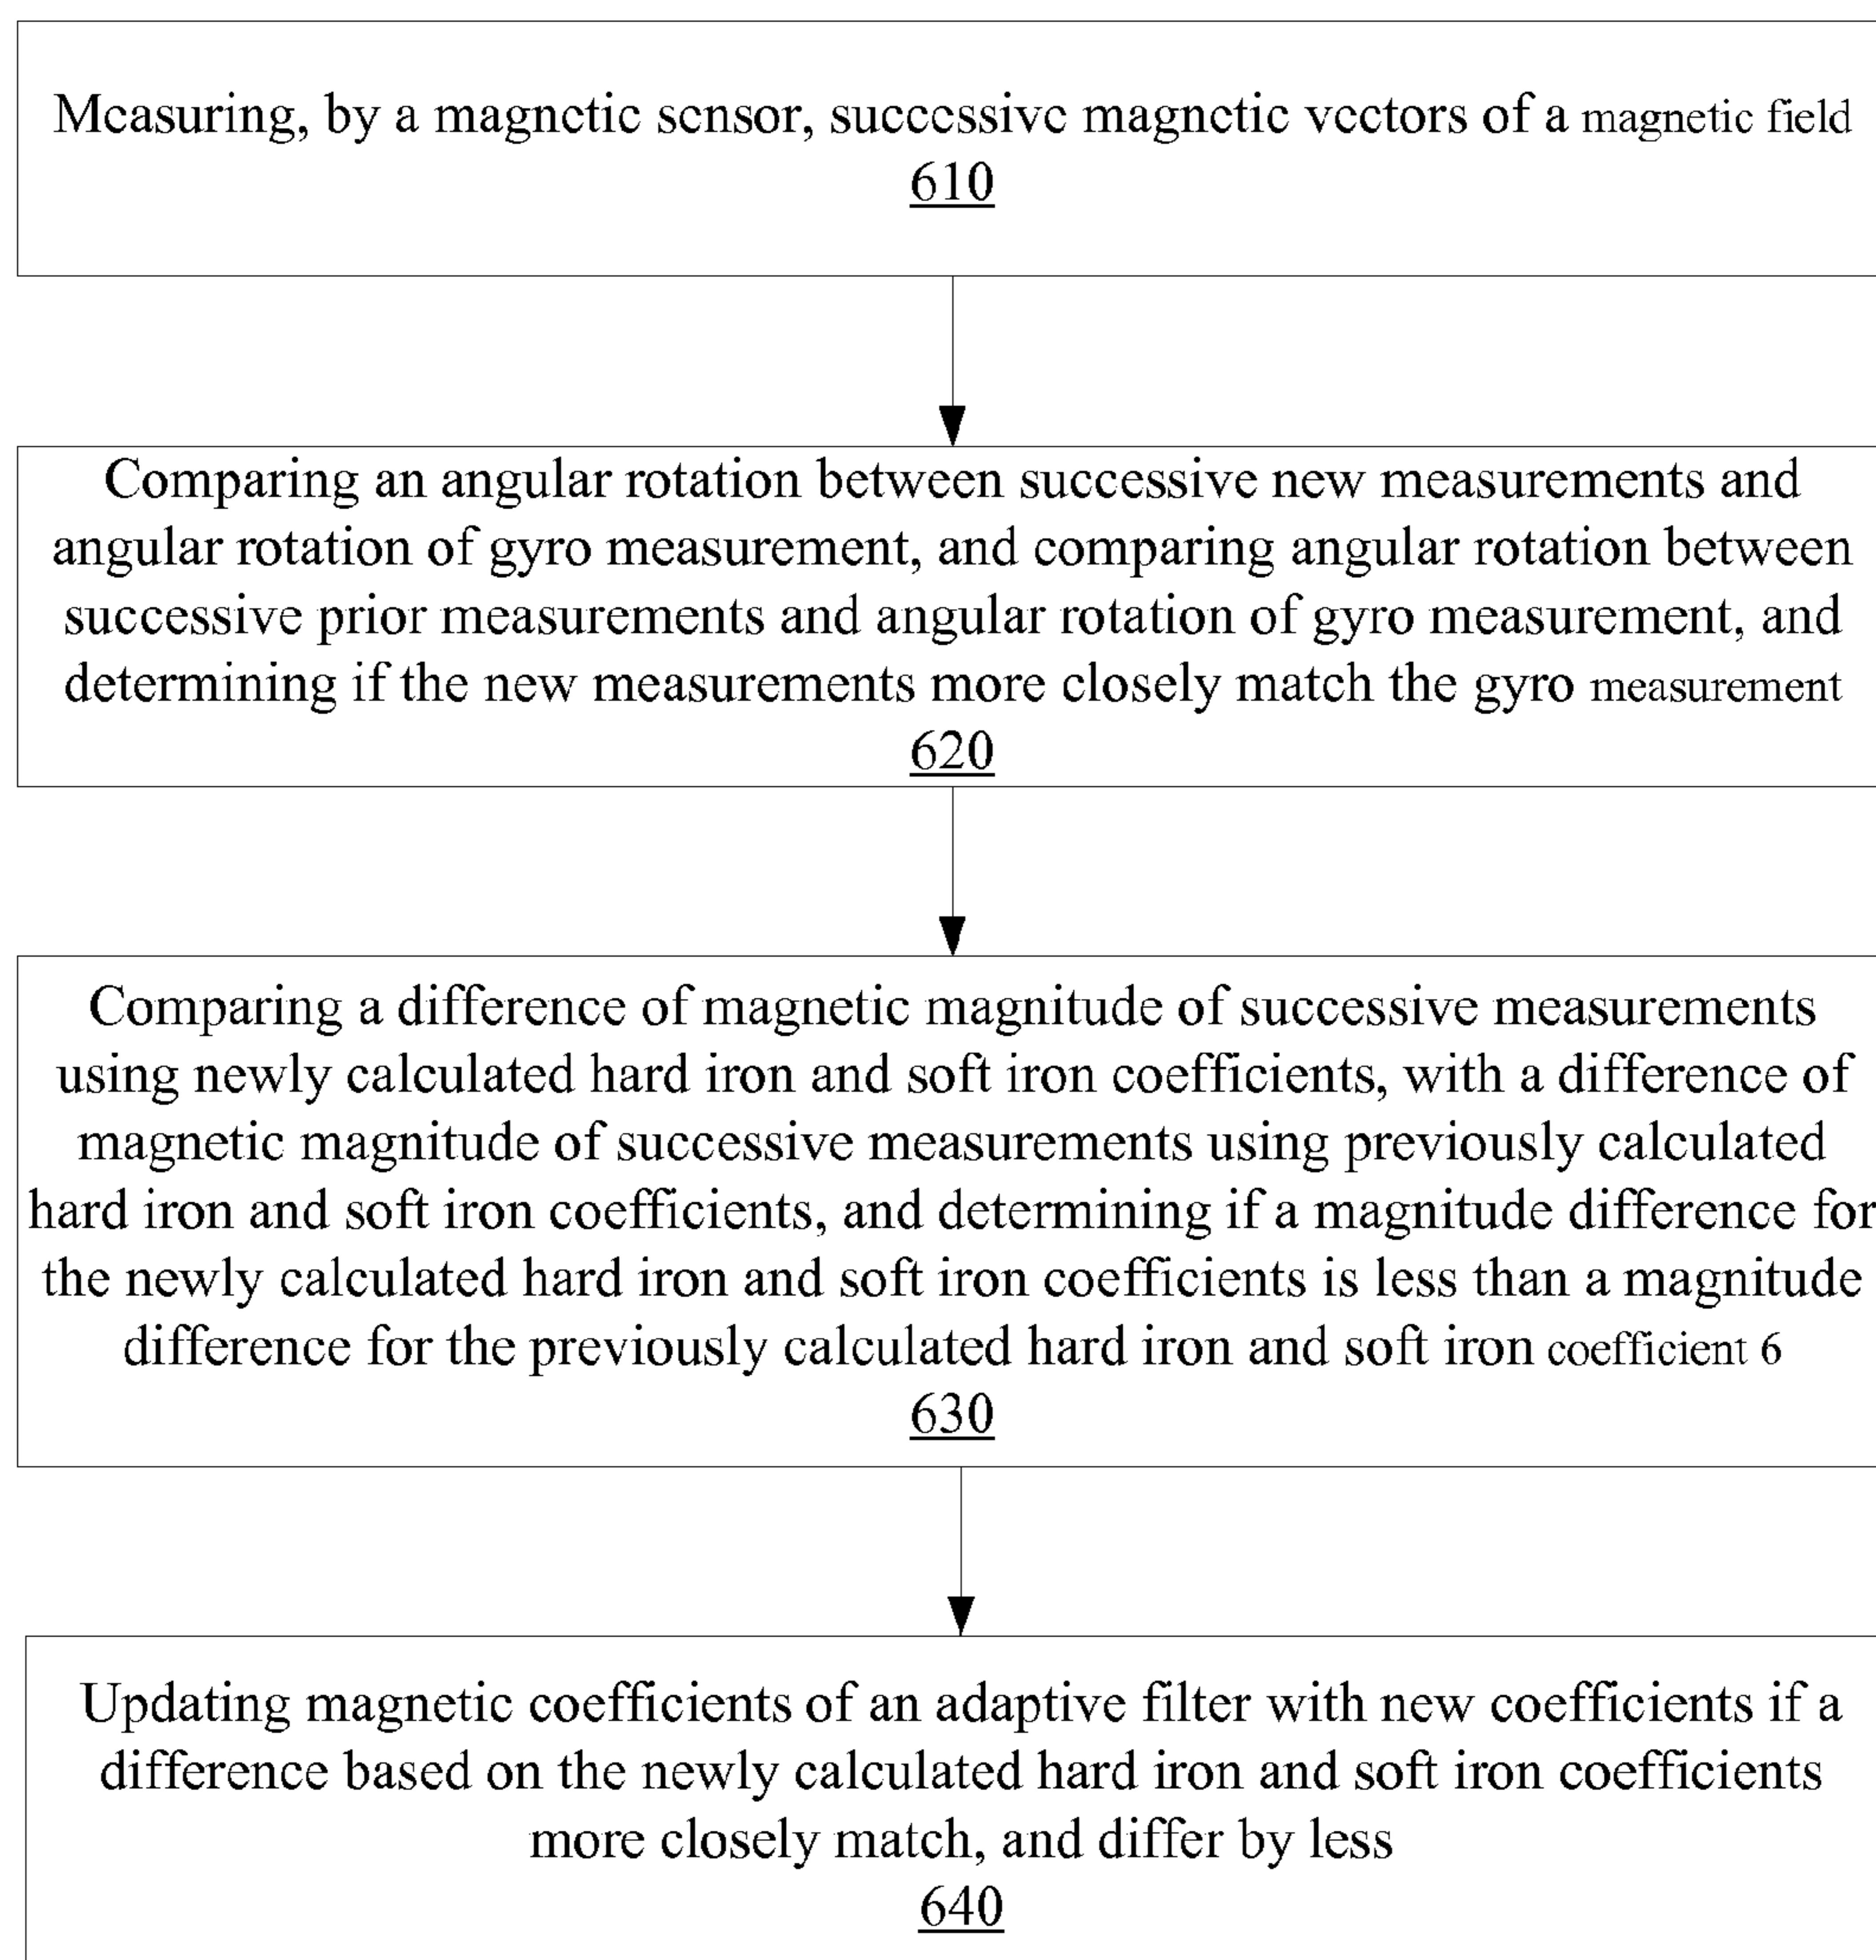 Measuring, by a magnetic sensor, successive magnetic vectors of a magnetic field
610
Comparing an angular rotation between successive new measurements and
angular rotation of gyro measurement, and comparing angular rotation between
successive prior measurements and angular rotation of gyro measurement, and
determining if the new measurements more closely match the gyro measurement
620
Comparing a difference of magnetic magnitude of successive measurements
using newly calculated hard iron and soft iron coefficients, with a difference of
magnetic magnitude of successive measurements using previously calculated
hard iron and soft iron coefficients, and determining if a magnitude difference for
the newly calculated hard iron and soft iron coefficients is less than a magnitude
difference for the previously calculated hard iron and soft iron coefficient 6
630
Updating magnetic coefficients of an adaptive filter with new coefficients if a
difference based on the newly calculated hard iron and soft iron coefficients
more closely match, and differ by less
640